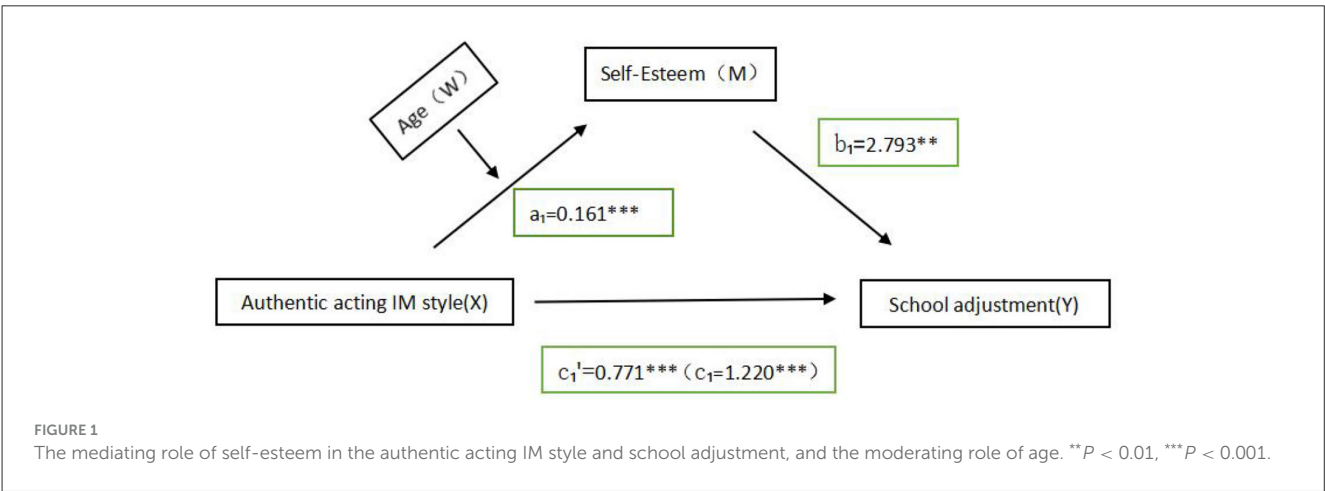 Age（W）
Self-Esteem（M）
b₁=2.793**
a₁=0.161***
Authentic acting IM style(X)
School adjustment(Y)
c₁'=0.771***（c₁=1.220***）
FIGURE 1
The mediating role of self-esteem in the authentic acting IM style and school adjustment, and the moderating role of age. **P < 0.01, ***P < 0.001.